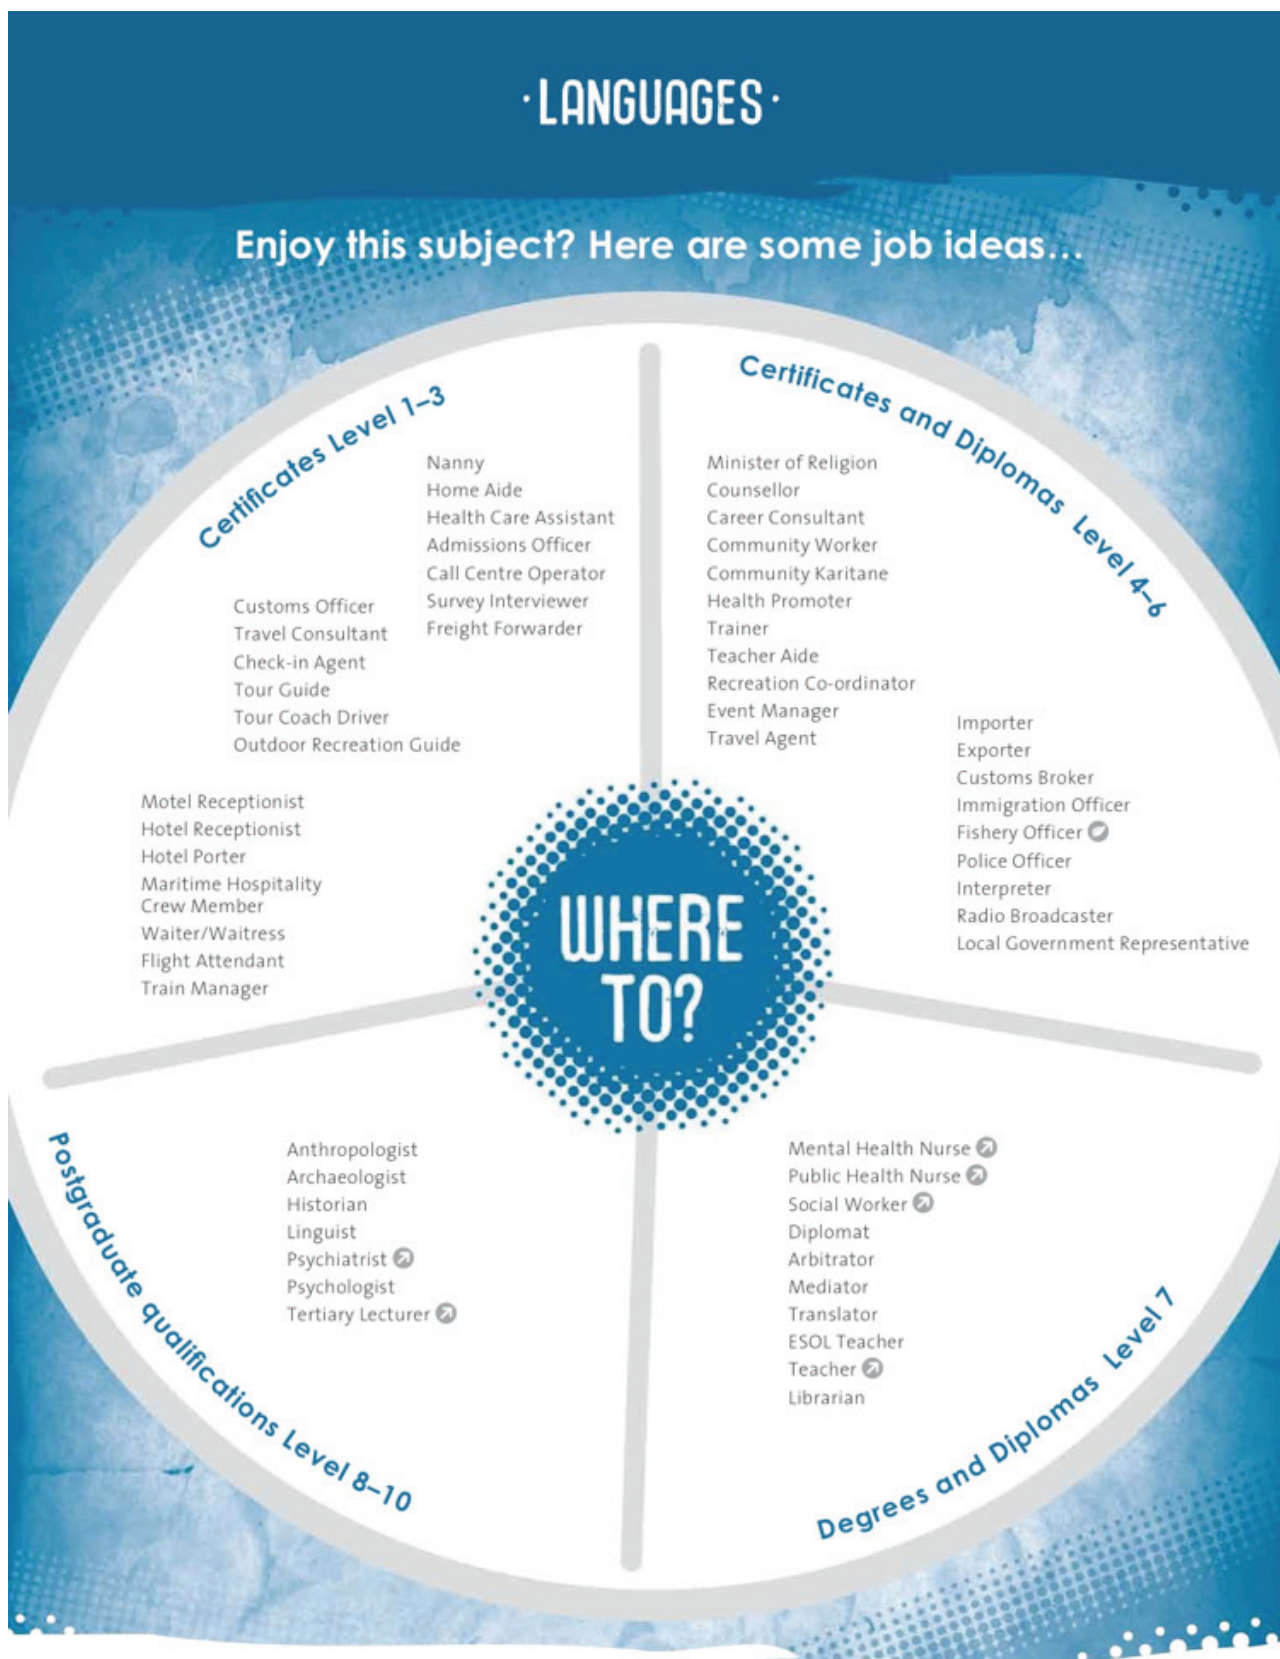 ·LANGUAGES·
Enjoy this subject? Here are some job ideas...
Certificates Level 1–3
Nanny
Home Aide
Health Care Assistant
Admissions Officer
Call Centre Operator
Survey Interviewer
Freight Forwarder
Customs Officer
Travel Consultant
Check-in Agent
Tour Guide
Tour Coach Driver
Outdoor Recreation Guide
Motel Receptionist
Hotel Receptionist
Hotel Porter
Maritime Hospitality
Crew Member
Waiter/Waitress
Flight Attendant
Train Manager
Certificates and Diplomas Level 4–6
Minister of Religion
Counsellor
Career Consultant
Community Worker
Community Karitane
Health Promoter
Trainer
Teacher Aide
Recreation Co-ordinator
Event Manager
Travel Agent
Importer
Exporter
Customs Broker
Immigration Officer
Fishery Officer
Police Officer
Interpreter
Radio Broadcaster
Local Government Representative
WHERE
TO?
Postgraduate qualifications Level 8–10
Anthropologist
Archaeologist
Historian
Linguist
Psychiatrist
Psychologist
Tertiary Lecturer
Mental Health Nurse
Public Health Nurse
Social Worker
Diplomat
Arbitrator
Mediator
Translator
ESOL Teacher
Teacher
Librarian
Degrees and Diplomas Level 7